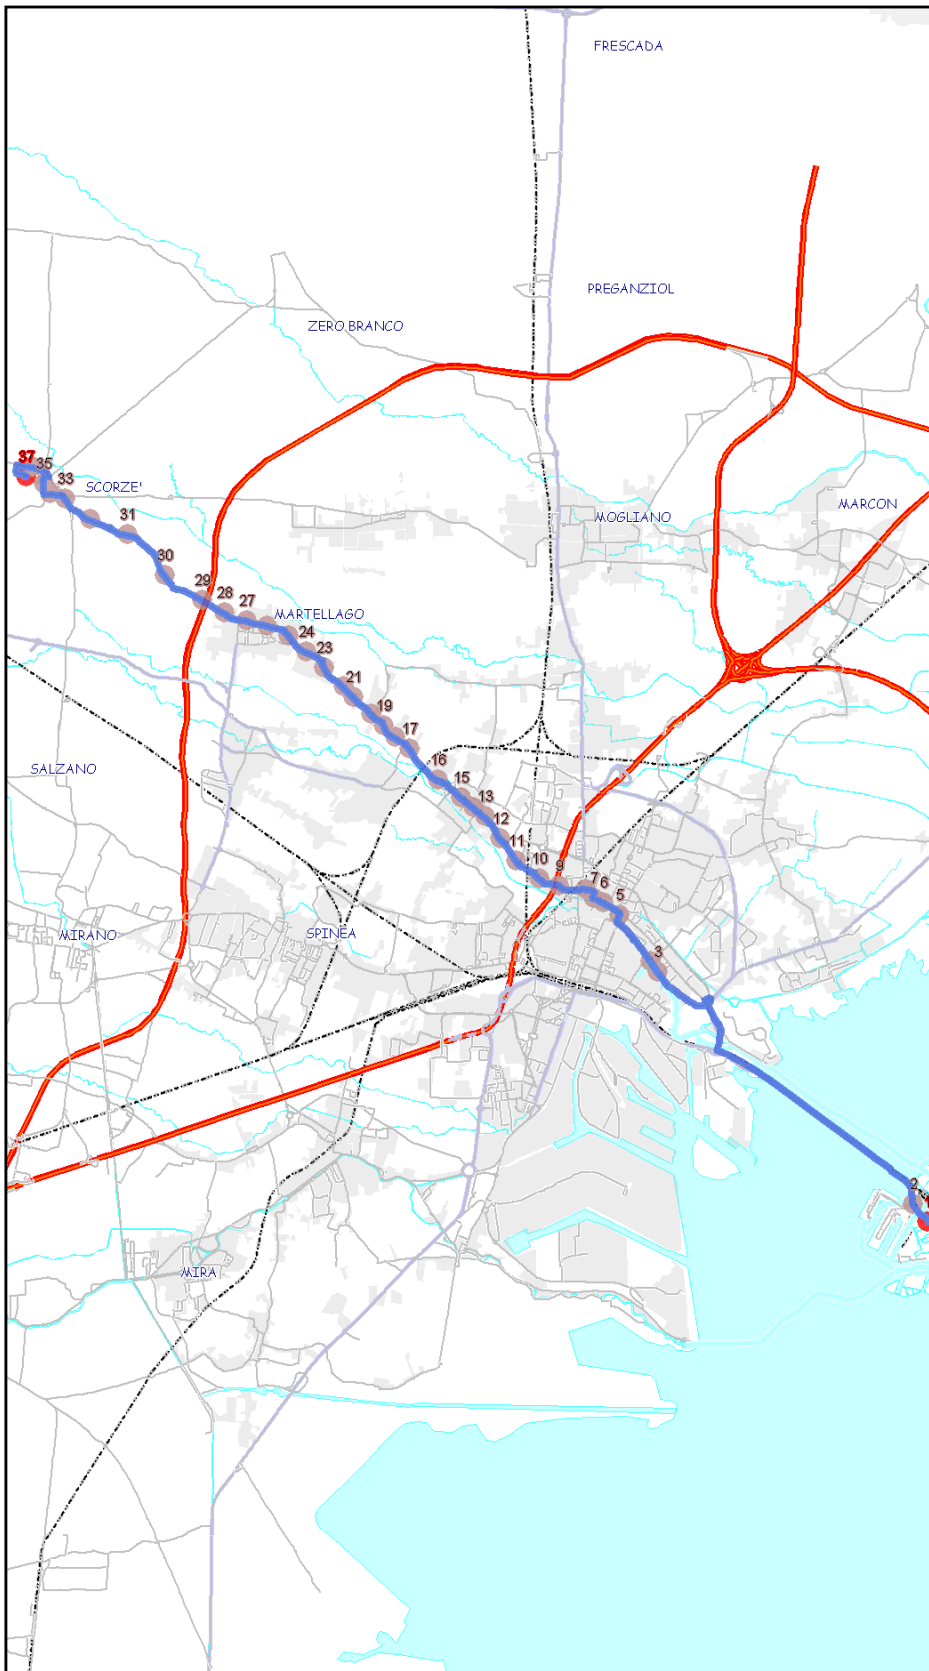 FRESCADA
PREGANZIOL
ZERO BRANCO
37
35
33
SCORZE'
31
MOGLIANO
MARCON
30
29
28
27
MARTELLAGO
24
23
21
19
17
SALZANO
16
15
13
12
11
10
9
7
6
5
MIRANO
SPINEA
3
2
1
MIRA